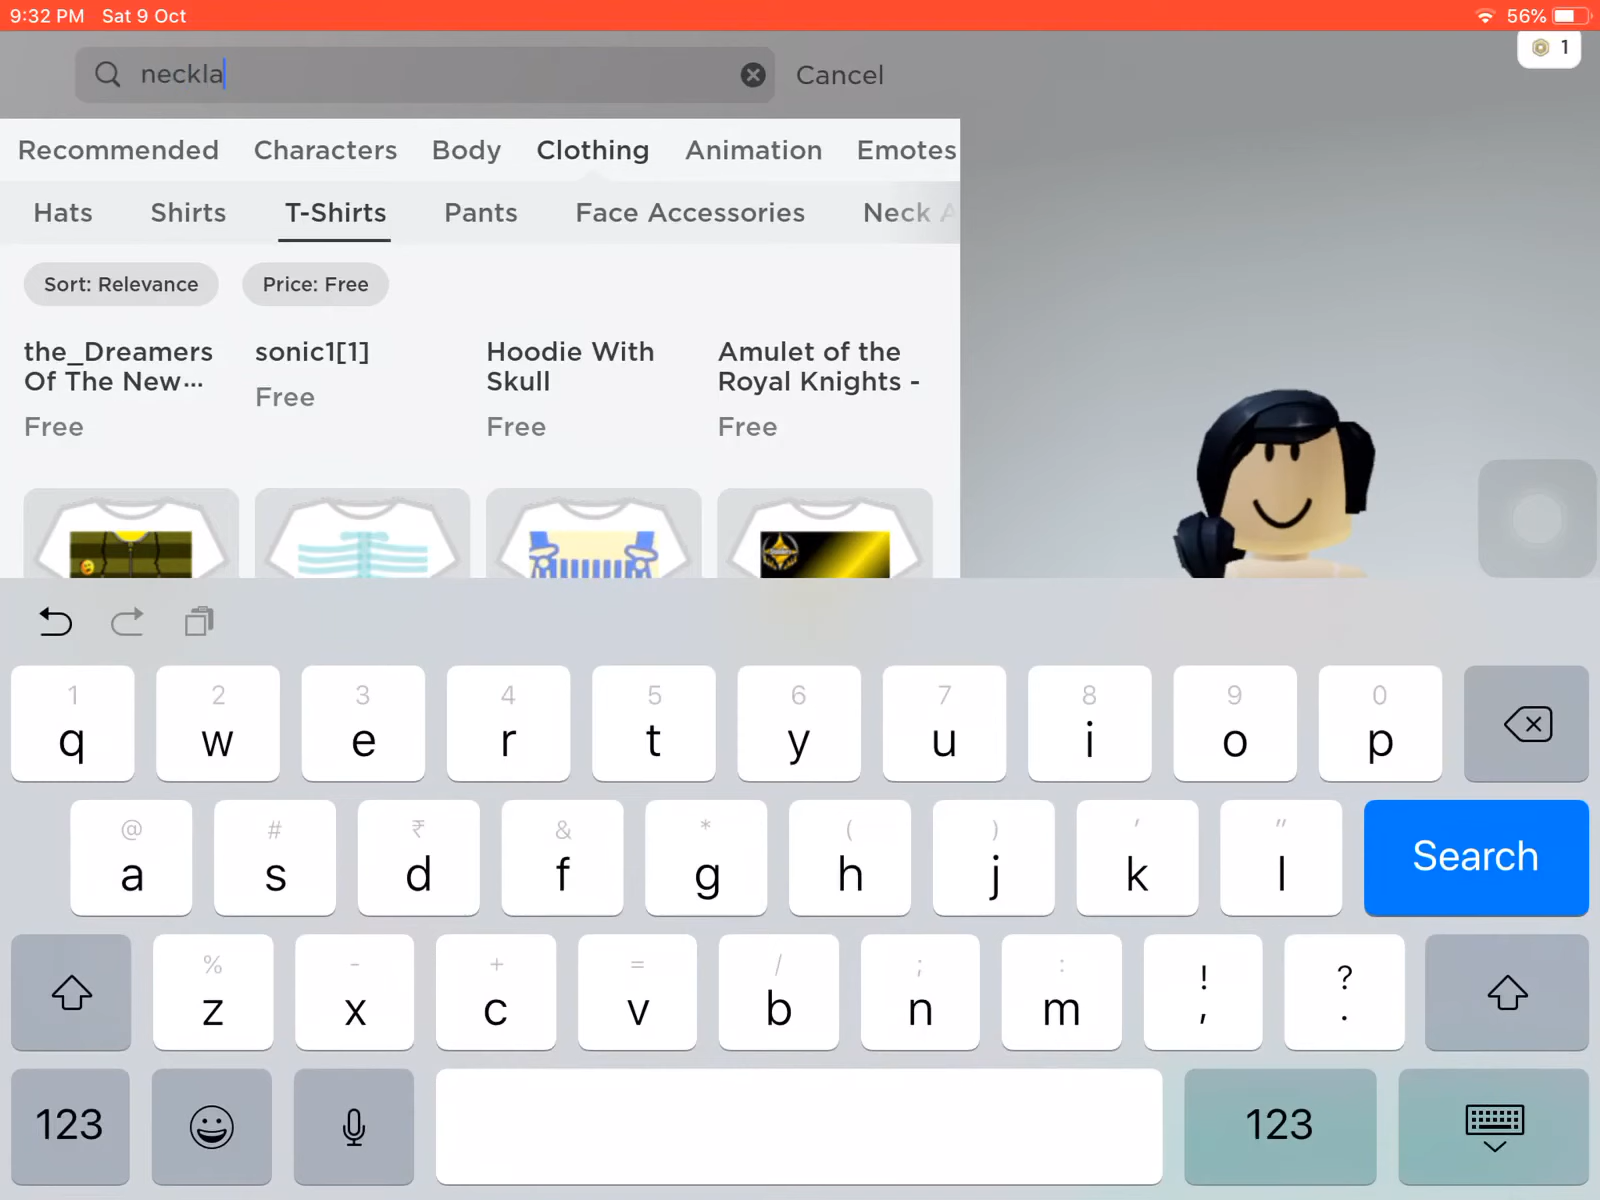 9:32 PM Sat 9 Oct 56%
1
neckla Cancel
Recommended Characters Body Clothing Animation Emotes
Hats Shirts T-Shirts Pants Face Accessories Neck A
Sort: Relevance Price: Free
the_Dreamers sonic1[1] Hoodie With Amulet of the
Of The New... Free Skull Royal Knights -
Free Free Free
1 2 3 4 5 6 7 8 9 0
q w e r t y u i o p
@ # ₹ & * ( ) ' "
a s d f g h j k l Search
% - + = / ; : ! ?
z x c v b n m , .
123 123